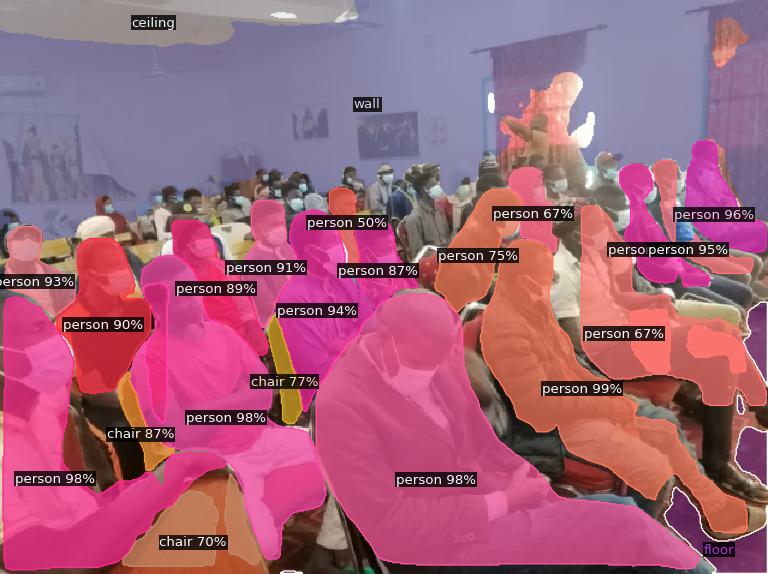 ceiling
wall
person 67%
person 96%
person 50%
perso
person 95%
person 75%
person 91%
person 87%
person 93%
person 89%
person 94%
person 90%
person 67%
chair 77%
person 99%
person 98%
chair 87%
person 98%
person 98%
chair 70%
floor